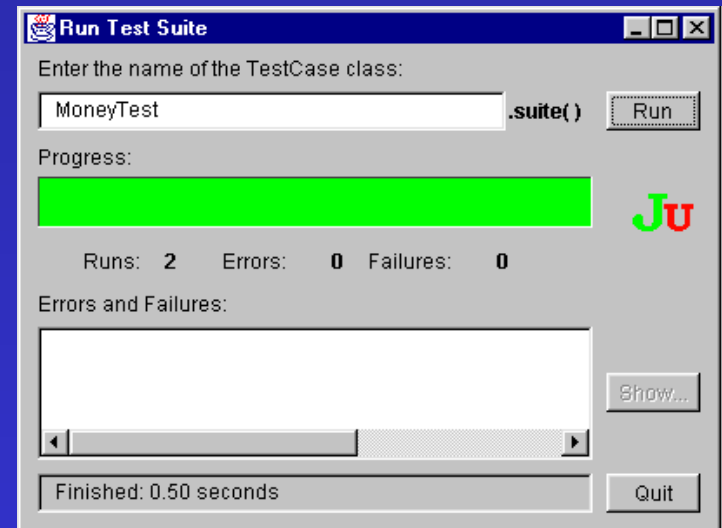 Run Test Suite
Enter the name of the TestCase class:
MoneyTest .suite() Run
Progress:
JU
Runs: 2 Errors: 0 Failures: 0
Errors and Failures:
Show...
Finished: 0.50 seconds Quit